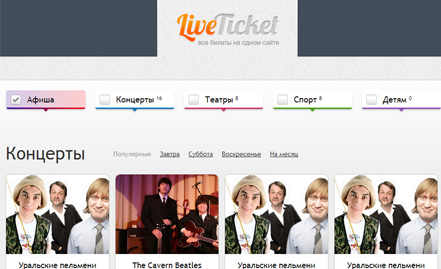 LiveTicket
все билеты на одном сайте
Афиша Концерты 16 Театры 8 Спорт 8 Детям 0
Концерты Популярные Завтра Суббота Воскресенье На месяц
Уральские пельмени The Cavern Beatles Уральские пельмени Уральские пельмени